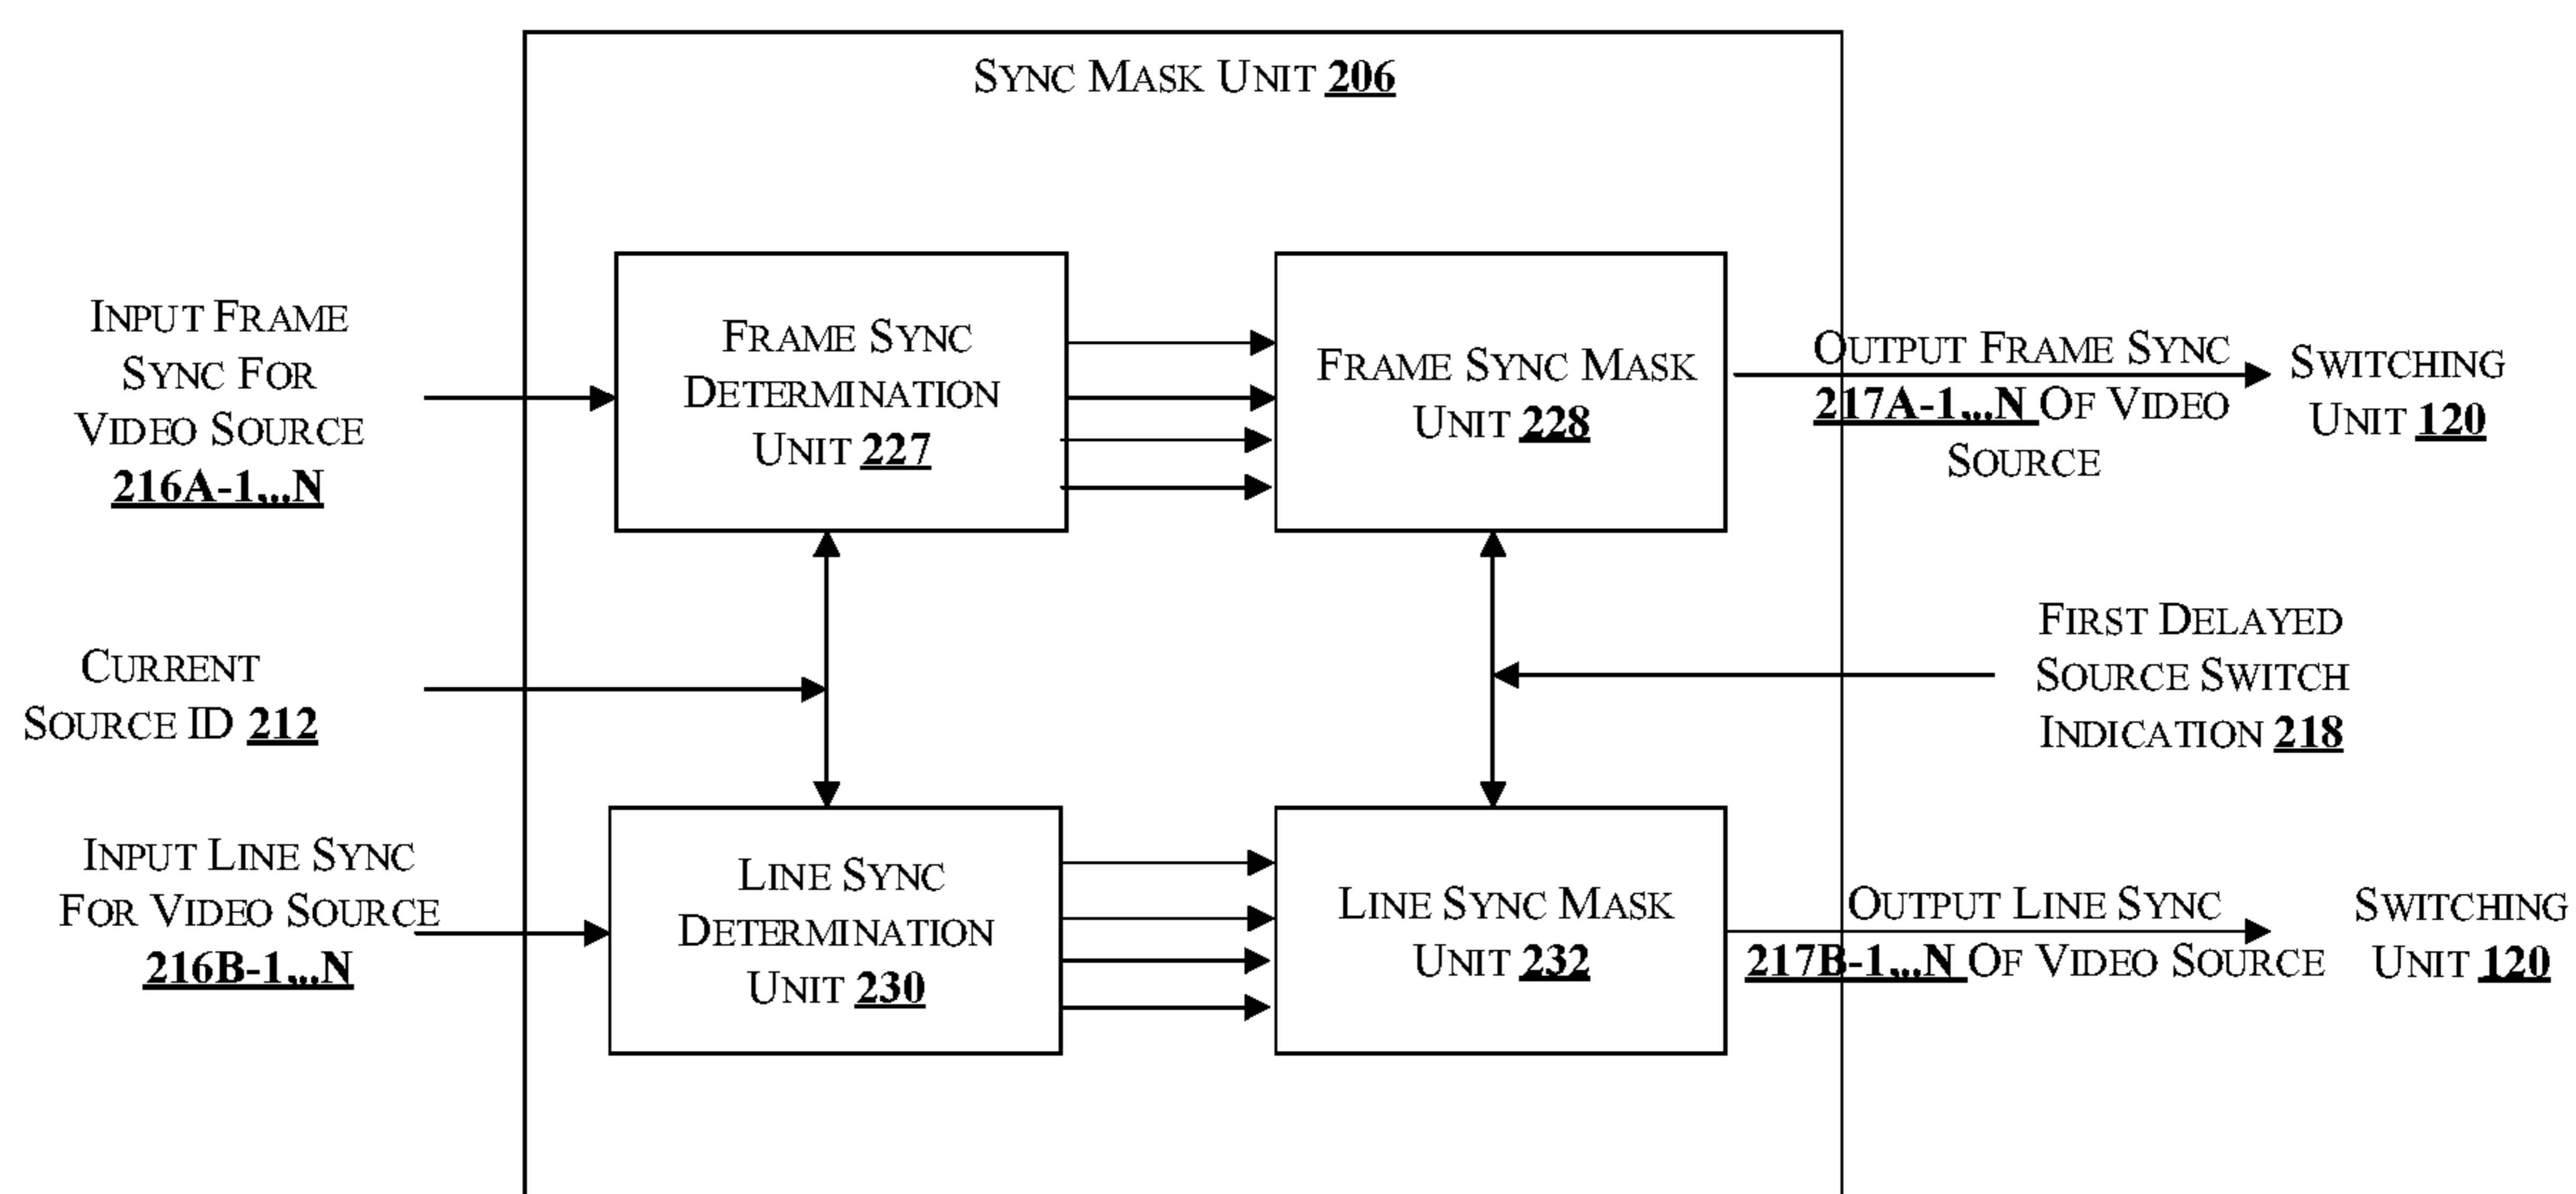 SYNC MASK UNIT 206
INPUT FRAME
SYNC FOR
VIDEO SOURCE
216A-1,..N
FRAME SYNC
DETERMINATION
UNIT 227
FRAME SYNC MASK
UNIT 228
OUTPUT FRAME SYNC
217A-1,..N OF VIDEO
SOURCE
SWITCHING
UNIT 120
CURRENT
SOURCE ID 212
FIRST DELAYED
SOURCE SWITCH
INDICATION 218
INPUT LINE SYNC
FOR VIDEO SOURCE
216B-1,..N
LINE SYNC
DETERMINATION
UNIT 230
LINE SYNC MASK
UNIT 232
OUTPUT LINE SYNC
217B-1,..N OF VIDEO SOURCE
SWITCHING
UNIT 120